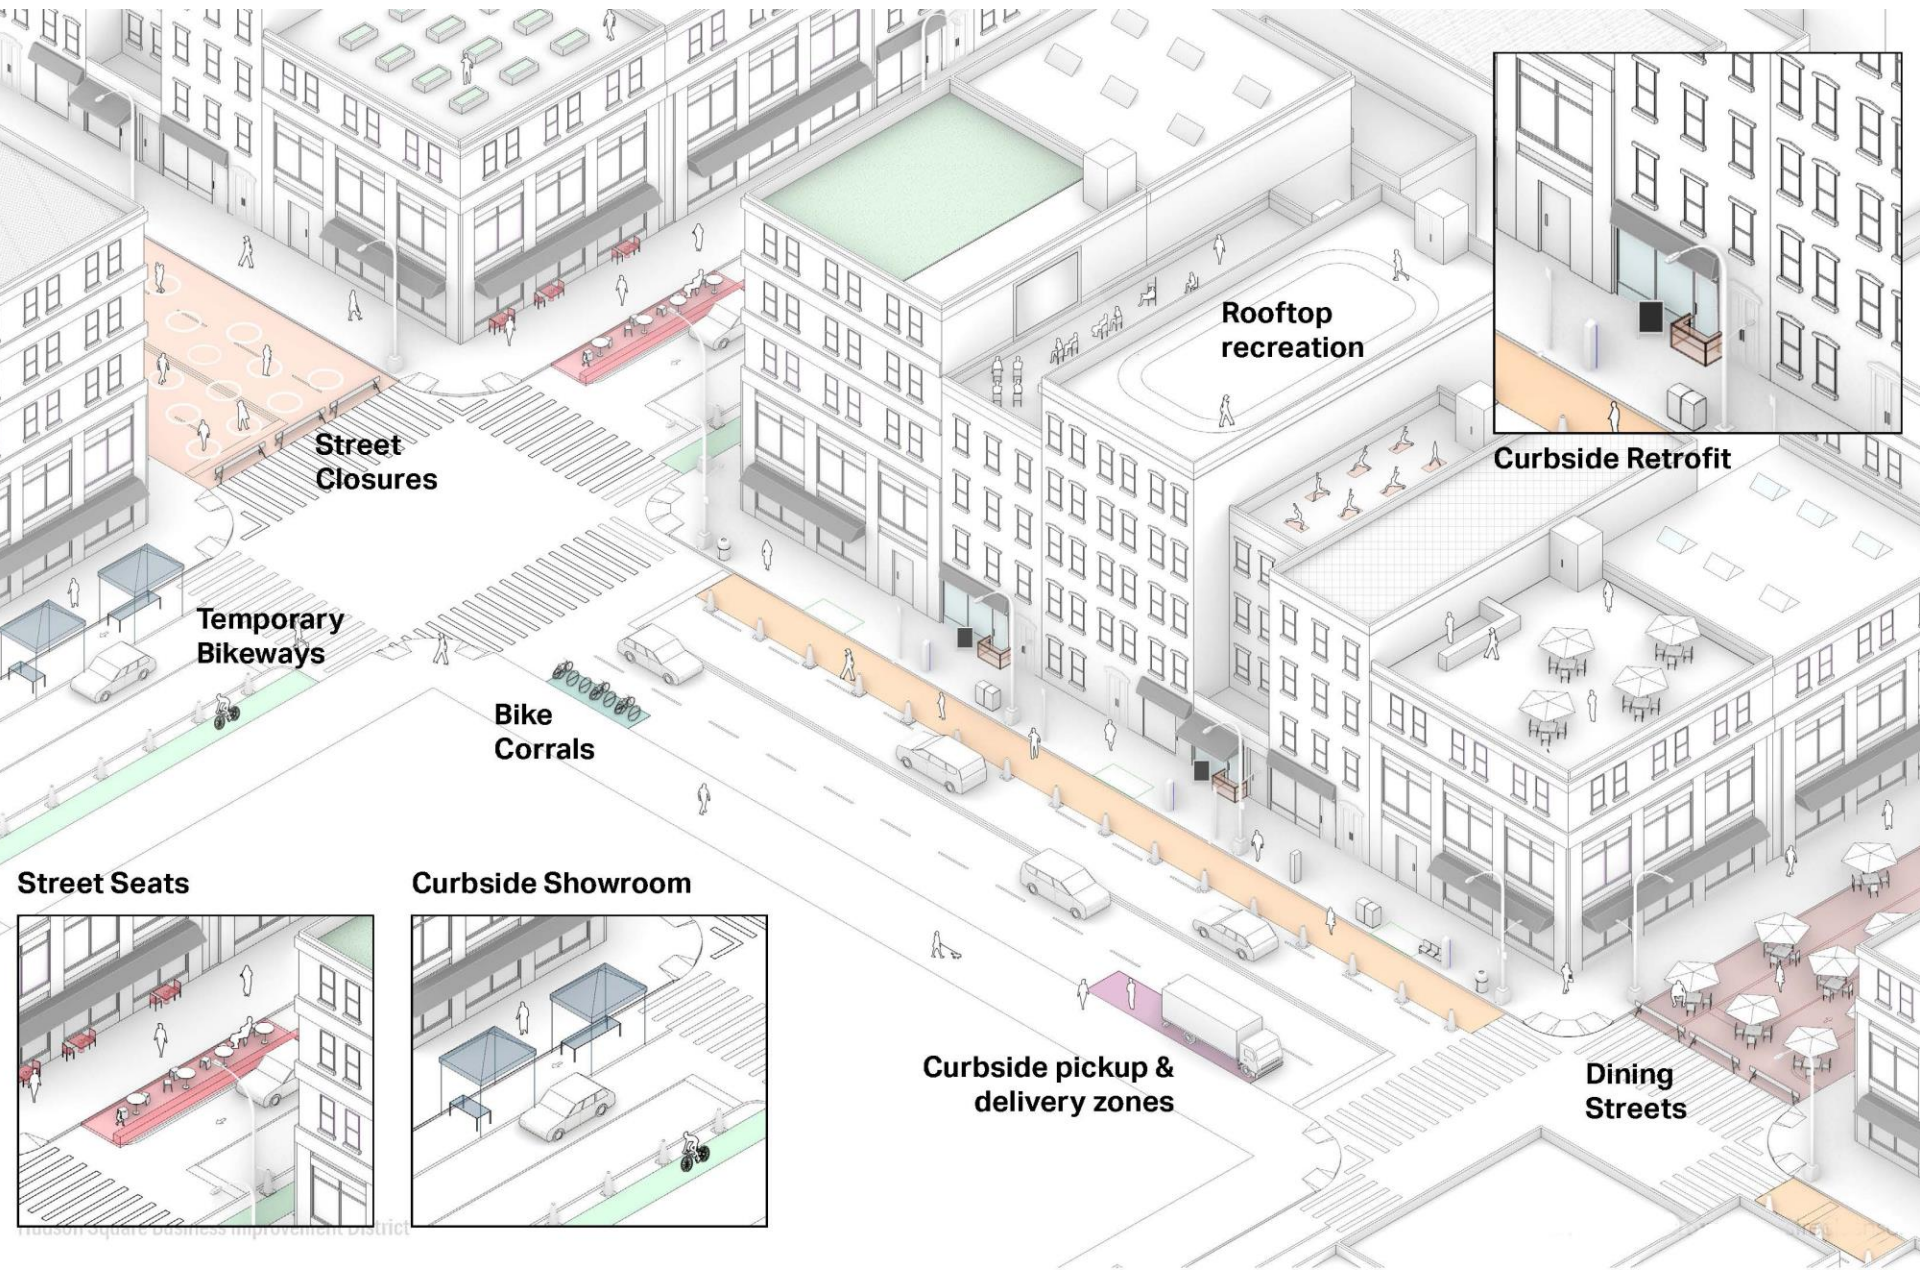 Rooftop
recreation
Curbside Retrofit
Street
Closures
Temporary
Bikeways
Bike
Corrals
Street Seats
Curbside Showroom
Curbside pickup &
delivery zones
Dining
Streets
Hudson Square Business Improvement District